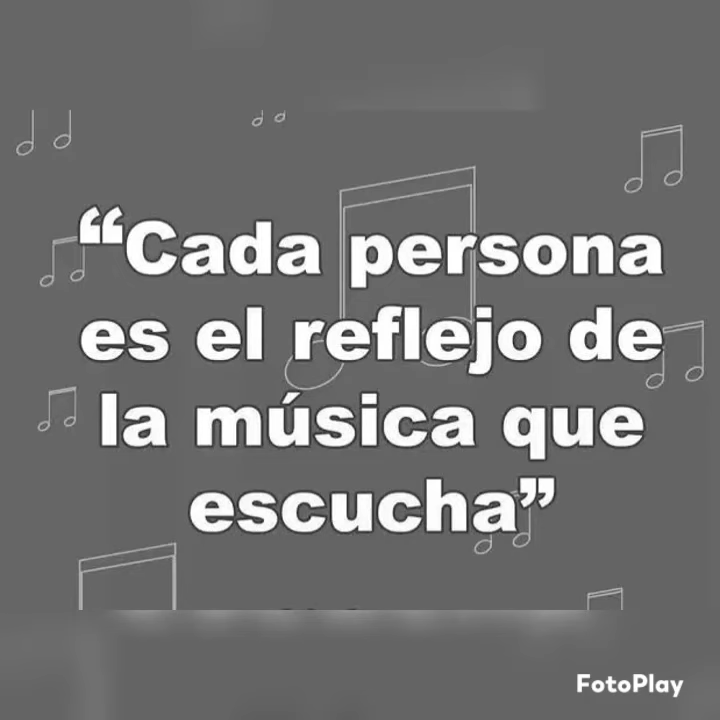 “Cada persona
es el reflejo de
la música que
escucha”
FotoPlay